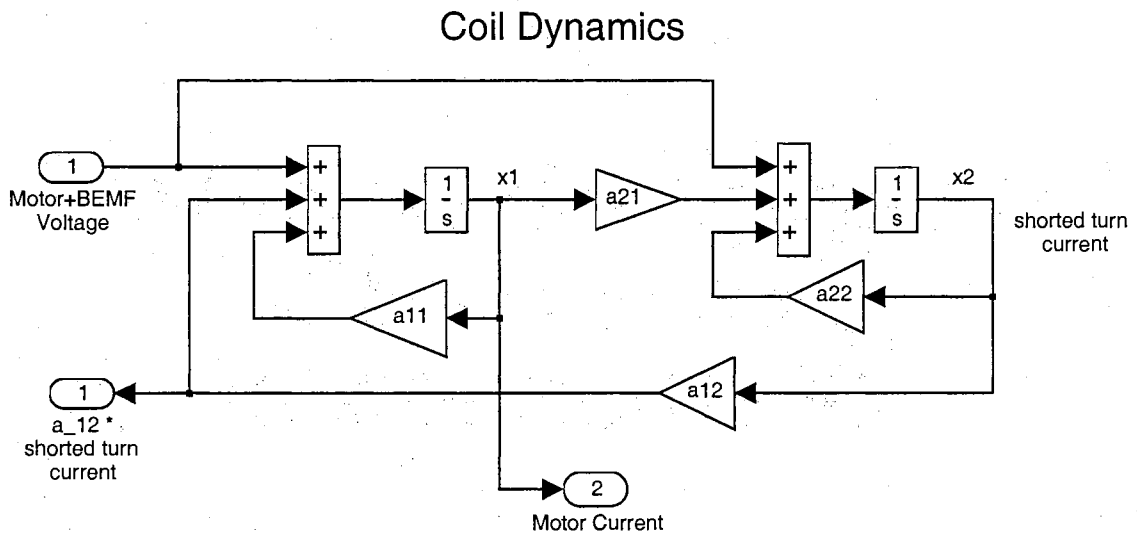 Coil Dynamics
1
Motor+BEMF
Voltage
+
+
+
1
s
x1
a21
+
+
+
1
s
x2
shorted turn
current
a11
a22
a12
1
a_12 *
shorted turn
current
2
Motor Current